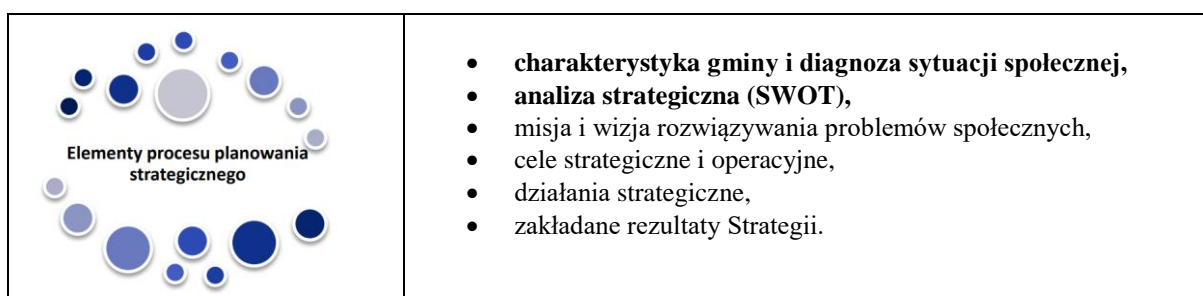 Elementy procesu planowania
strategicznego
• charakterystyka gminy i diagnoza sytuacji społecznej,
• analiza strategiczna (SWOT),
• misja i wizja rozwiązywania problemów społecznych,
• cele strategiczne i operacyjne,
• działania strategiczne,
• zakładane rezultaty Strategii.